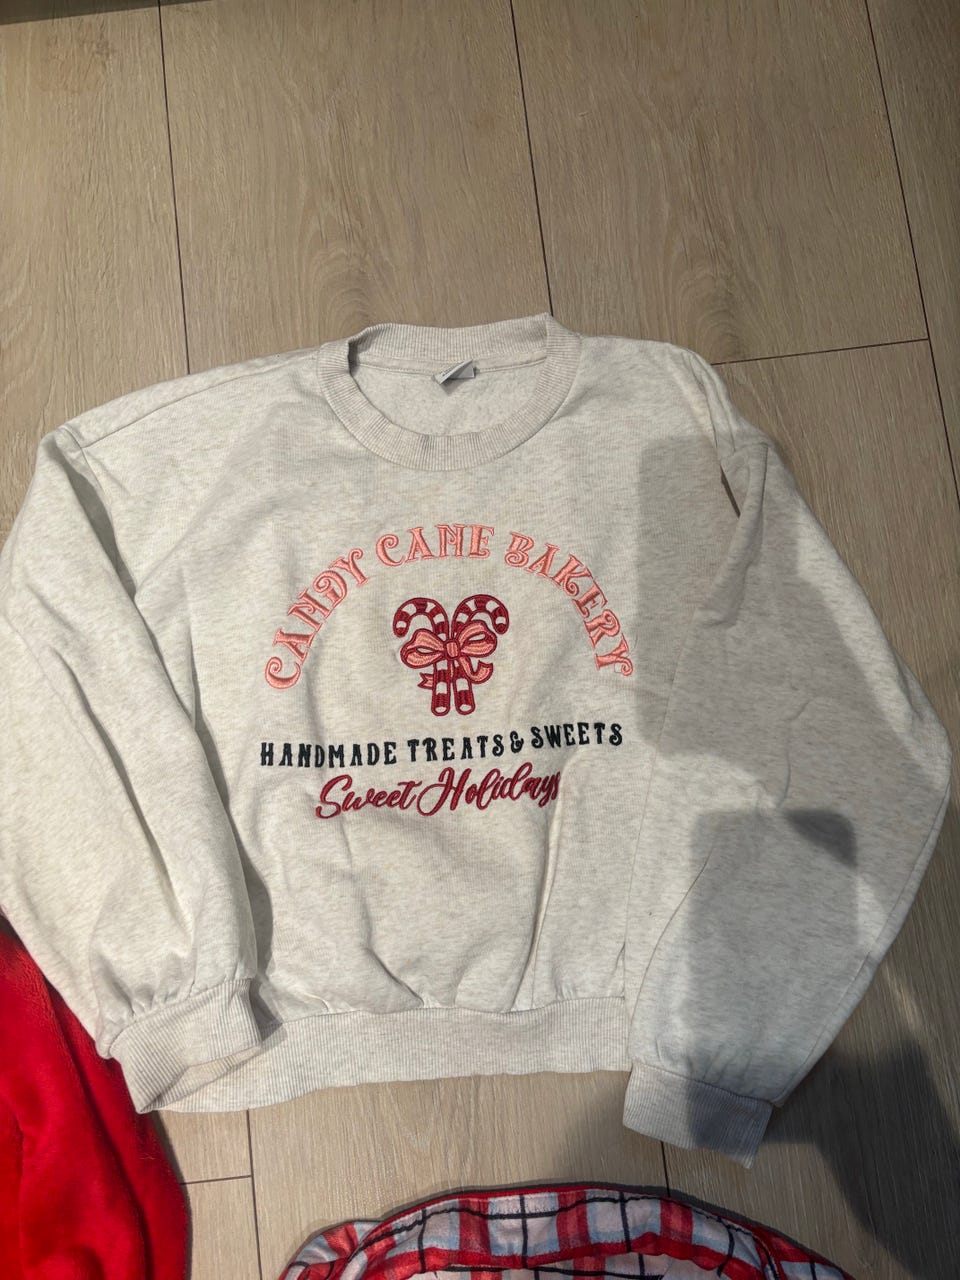 CANDY CANE BAKERY
HANDMADE TREATS & SWEETS
Sweet Holidays